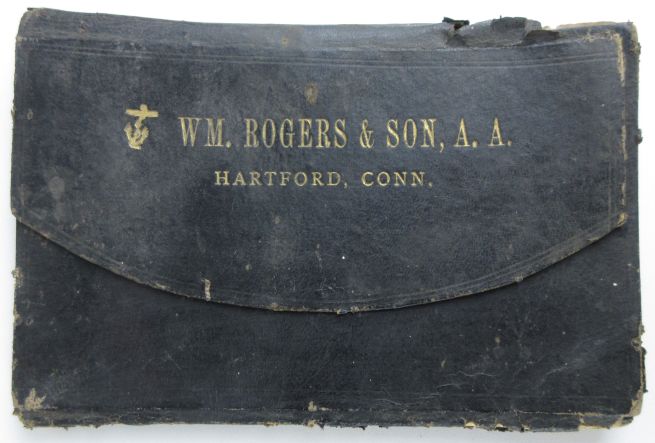 WM. ROGERS & SON, A. A.
HARTFORD, CONN.